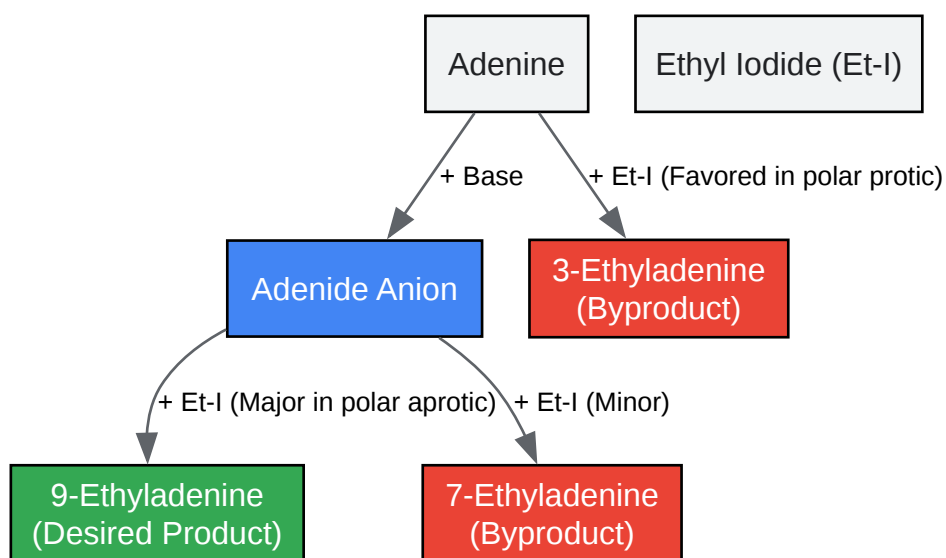 Adenine
Ethyl Iodide (Et-I)
+ Base
+ Et-I (Favored in polar protic)
Adenide Anion
3-Ethyladenine
(Byproduct)
+ Et-I (Major in polar aprotic)
+ Et-I (Minor)
9-Ethyladenine
(Desired Product)
7-Ethyladenine
(Byproduct)